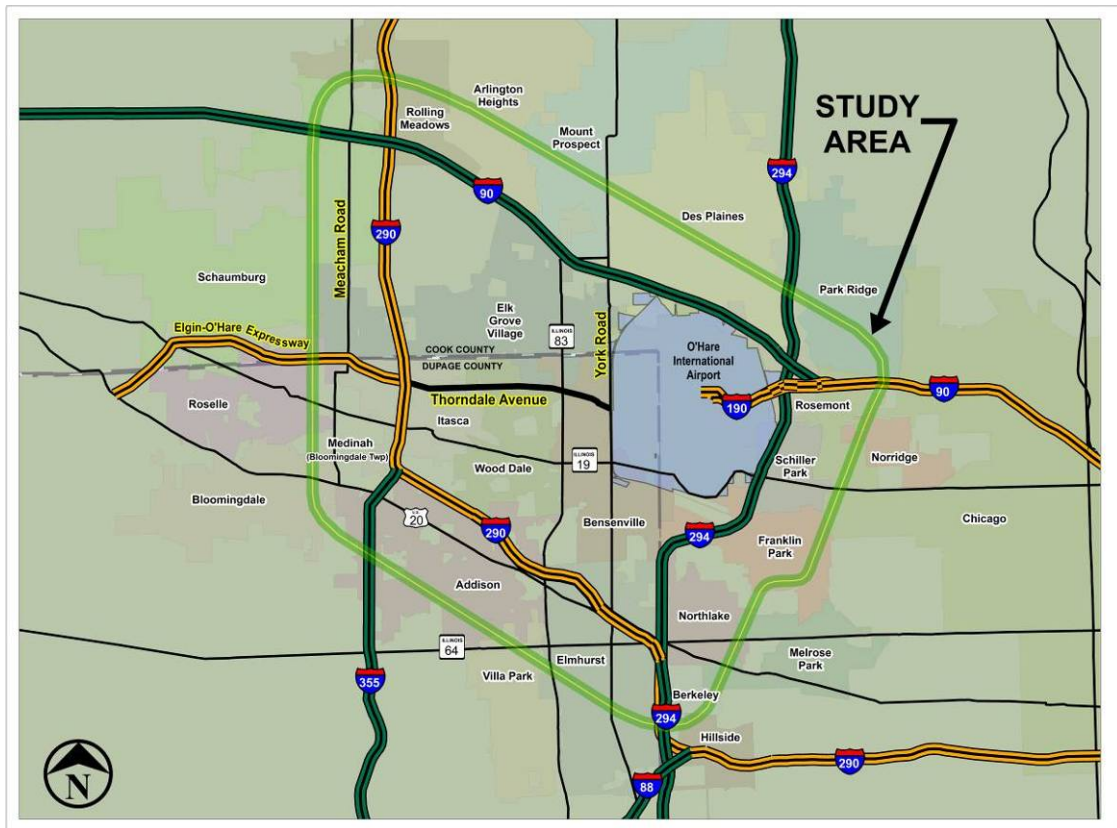 Arlington
Heights
Rolling
Meadows
Mount
Prospect
STUDY
AREA
294
90
Des Plaines
290
Meacham Road
Schaumburg
Park Ridge
Elk
Grove
Village
ILLINOIS
83
York Road
Elgin-O'Hare Expressway
COOK COUNTY
DUPAGE COUNTY
O'Hare
International
Airport
90
Thorndale Avenue
190
Rosemont
Roselle
Itasca
Medinah
(Bloomingdale Twp)
Wood Dale
ILLINOIS
19
Schiller
Park
Norridge
Bloomingdale
U.S.
20
290
Bensenville
294
Chicago
Franklin
Park
Addison
Northlake
ILLINOIS
64
Elmhurst
Melrose
Park
Villa Park
355
Berkeley
294
Hillside
290
88
N